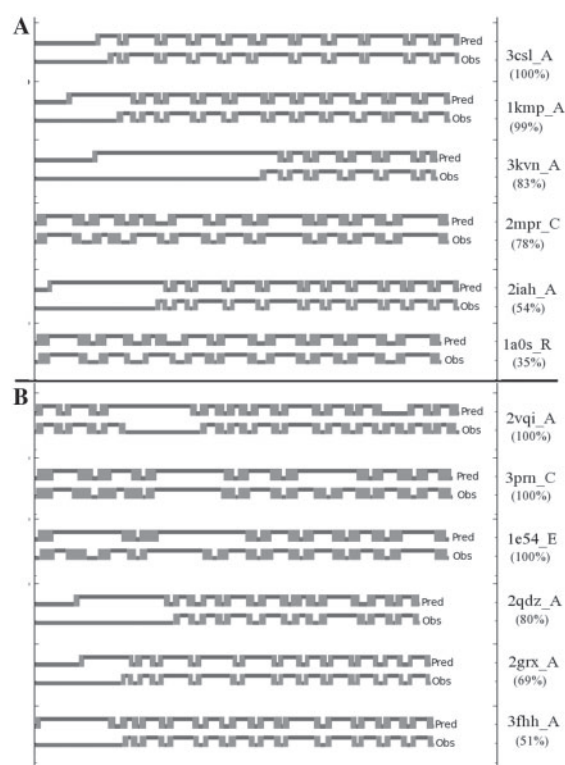 A
Pred
Obs
3csl_A
(100%)
Pred
Obs
1kmp_A
(99%)
Pred
Obs
3kvn_A
(83%)
Pred
Obs
2mpr_C
(78%)
Pred
Obs
2iah_A
(54%)
Pred
Obs
1a0s_R
(35%)
B
Pred
Obs
2vqi_A
(100%)
Pred
Obs
3prn_C
(100%)
Pred
Obs
1e54_E
(100%)
Pred
Obs
2qdz_A
(80%)
Pred
Obs
2grx_A
(69%)
Pred
Obs
3fhh_A
(51%)